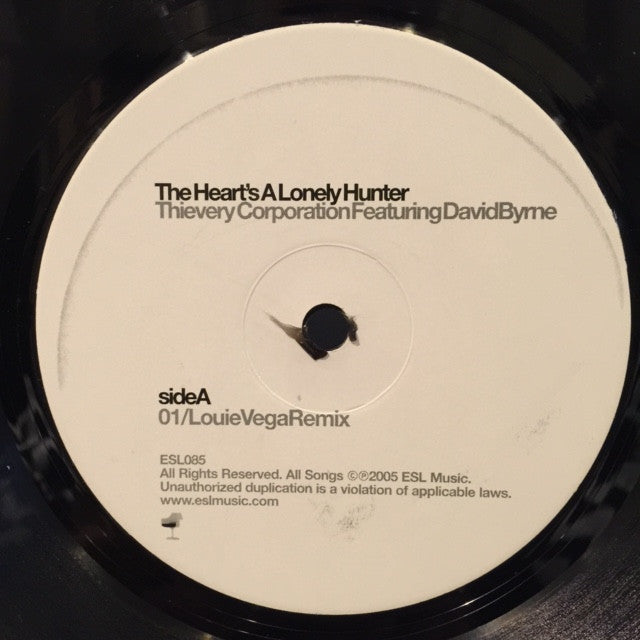 The Heart's A Lonely Hunter
Thievery Corporation Featuring David Byrne
sideA
01/LouieVegaRemix
ESL085
All Rights Reserved. All Songs ©℗2005 ESL Music.
Unauthorized duplication is a violation of applicable laws.
www.eslmusic.com